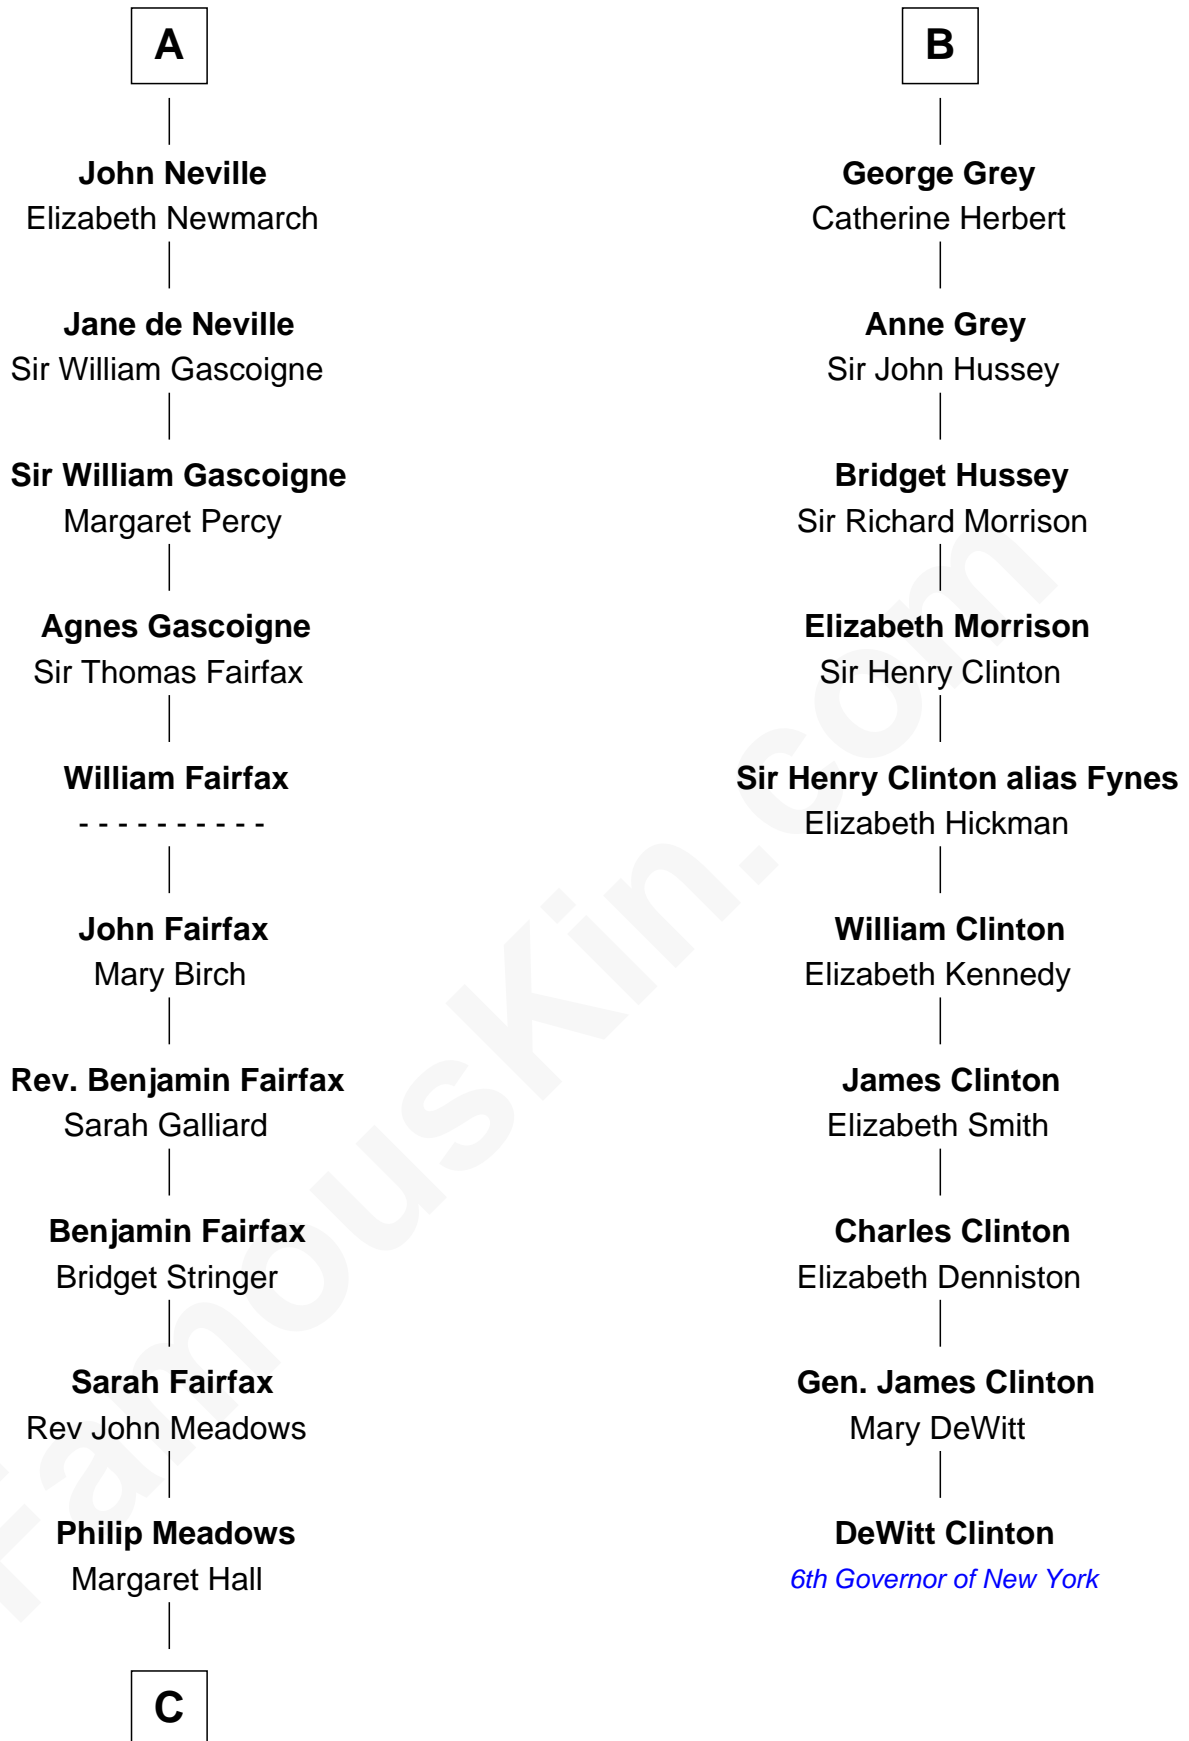 A
John Neville
Elizabeth Newmarch
Jane de Neville
Sir William Gascoigne
Sir William Gascoigne
Margaret Percy
Agnes Gascoigne
Sir Thomas Fairfax
William Fairfax
- - - - - - - - - -
John Fairfax
Mary Birch
Rev. Benjamin Fairfax
Sarah Galliard
Benjamin Fairfax
Bridget Stringer
Sarah Fairfax
Rev John Meadows
Philip Meadows
Margaret Hall
C
B
George Grey
Catherine Herbert
Anne Grey
Sir John Hussey
Bridget Hussey
Sir Richard Morrison
Elizabeth Morrison
Sir Henry Clinton
Sir Henry Clinton alias Fynes
Elizabeth Hickman
William Clinton
Elizabeth Kennedy
James Clinton
Elizabeth Smith
Charles Clinton
Elizabeth Denniston
Gen. James Clinton
Mary DeWitt
DeWitt Clinton
6th Governor of New York
FamousKin.com